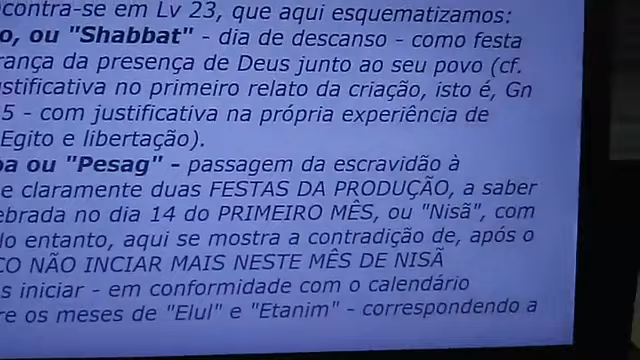 contra-se em Lv 23, que aqui esquematizamos:
o, ou "Shabbat" - dia de descanso - como festa
rança da presença de Deus junto ao seu povo (cf.
ustificativa no primeiro relato da criação, isto é, Gn
5 - com justificativa na própria experiência de
Egito e libertação).
oa ou "Pesag" - passagem da escravidão à
e claramente duas FESTAS DA PRODUÇÃO, a saber
ebrada no dia 14 do PRIMEIRO MÊS, ou "Nisã", com
lo entanto, aqui se mostra a contradição de, após o
CO NÃO INCIAR MAIS NESTE MÊS DE NISÃ
s iniciar - em conformidade com o calendário
re os meses de "Elul" e "Etanim" - correspondendo a